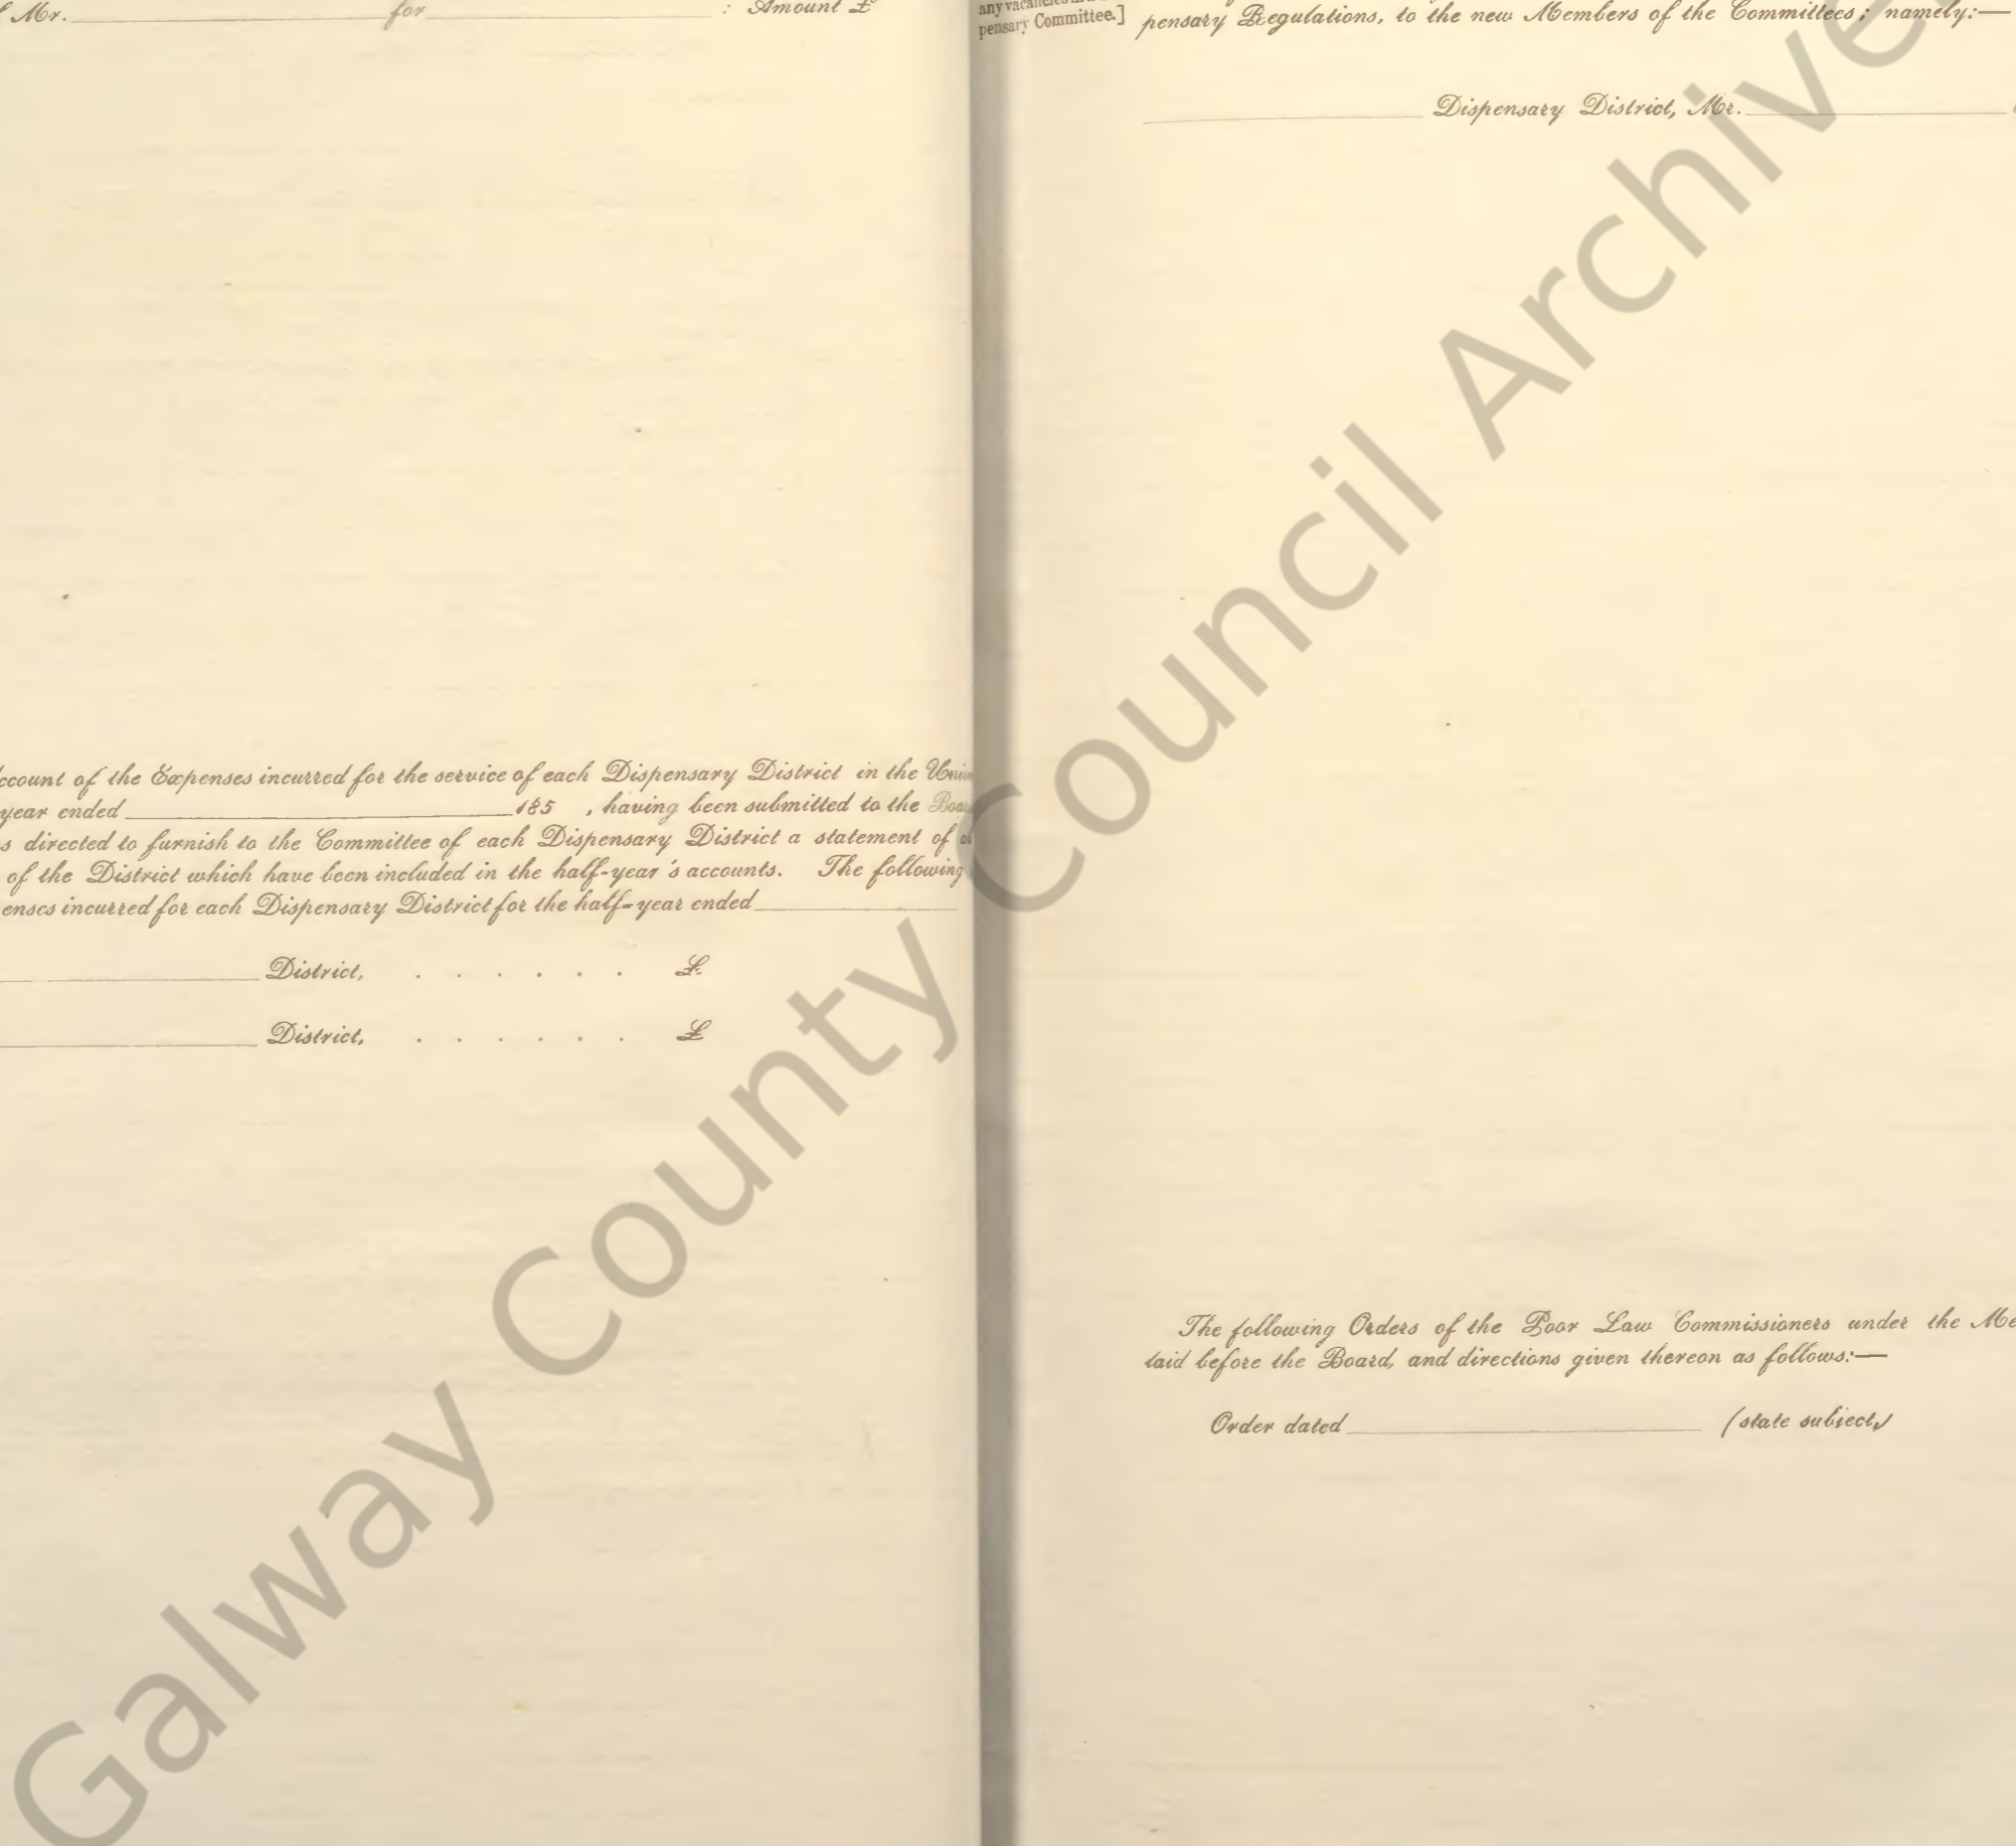 Mr. for : Amount £
Account of the Expenses incurred for the service of each Dispensary District in the Union
year ended 185 , having been submitted to the Board
s directed to furnish to the Committee of each Dispensary District a statement of
of the District which have been included in the half-year's accounts. The following
enses incurred for each Dispensary District for the half-year ended
District, . . . . . . £
District, . . . . . . £
any vacancies
pensary Committee.]
pensary Regulations, to the new Members of the Committees; namely:—
Dispensary District, Mr.
The following Orders of the Poor Law Commissioners under the Me
laid before the Board, and directions given thereon as follows:—
Order dated (state subject,)
Galway County Council Archive